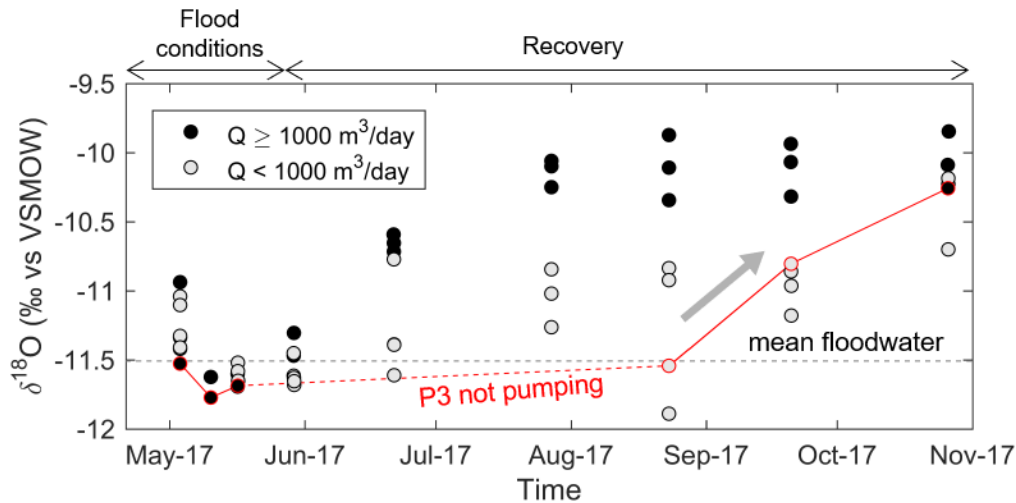 Flood
conditions
Recovery
-9.5
-10
-10.5
-11
-11.5
-12
δ18O (‰ vs VSMOW)
Q ≥ 1000 m3/day
Q < 1000 m3/day
mean floodwater
P3 not pumping
May-17 Jun-17 Jul-17 Aug-17 Sep-17 Oct-17 Nov-17
Time